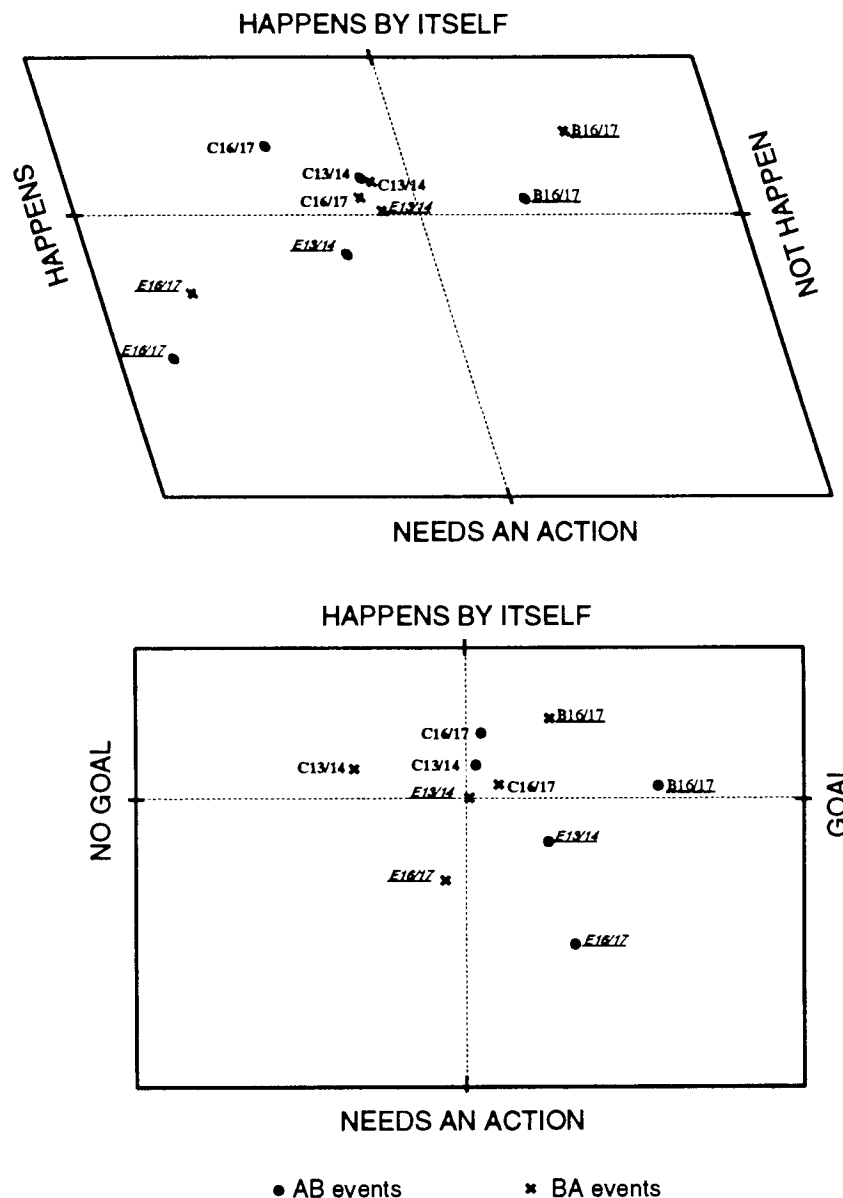 HAPPENS BY ITSELF
B16/17
C16/17
C13/14
C13/14
C16/17
B16/17
E13/14
HAPPENS
NOT HAPPEN
E13/14
E16/17
E16/17
NEEDS AN ACTION
HAPPENS BY ITSELF
B16/17
C16/17
C13/14
C13/14
C16/17
B16/17
E13/14
NO GOAL
GOAL
E13/14
E16/17
E16/17
NEEDS AN ACTION
AB events
BA events